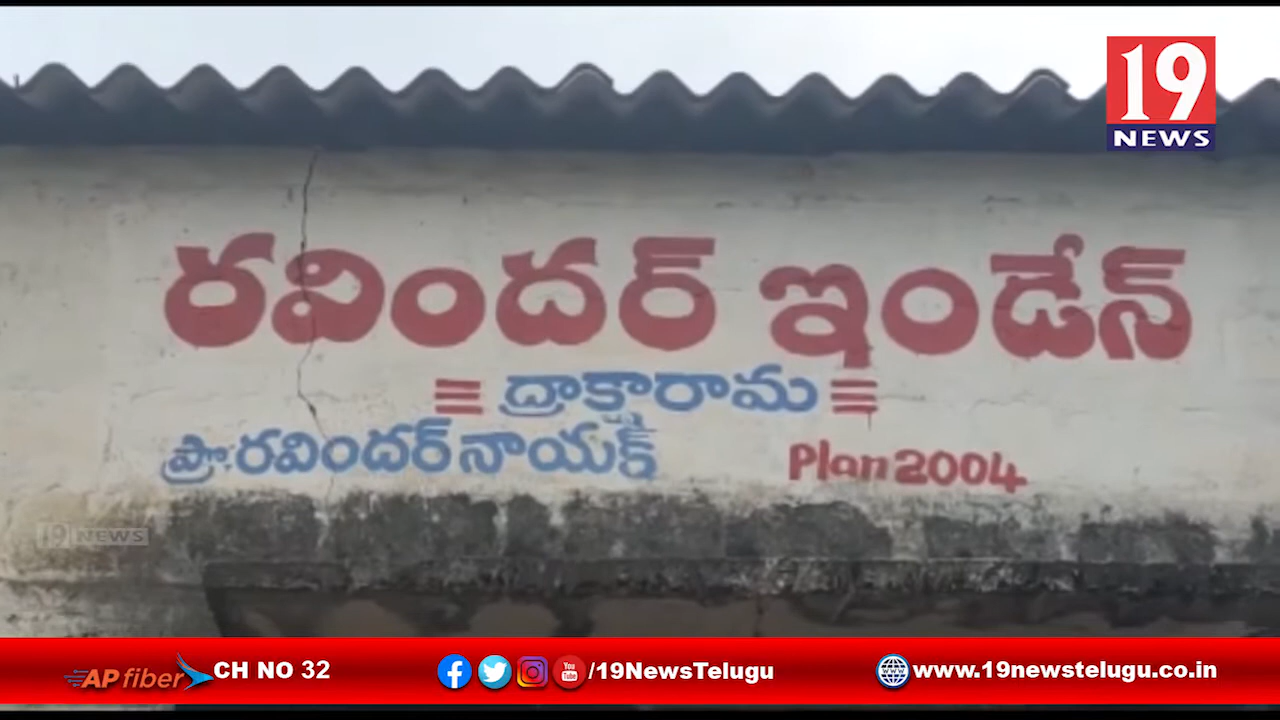 19
NEWS
రవిందర్ ఇండేన్
ద్రాక్షారామ
ప్రొ.రవిందర్ నాయక్
Plan 2004
19 NEWS
AP fiber CH NO 32
/19NewsTelugu
www.19newstelugu.co.in